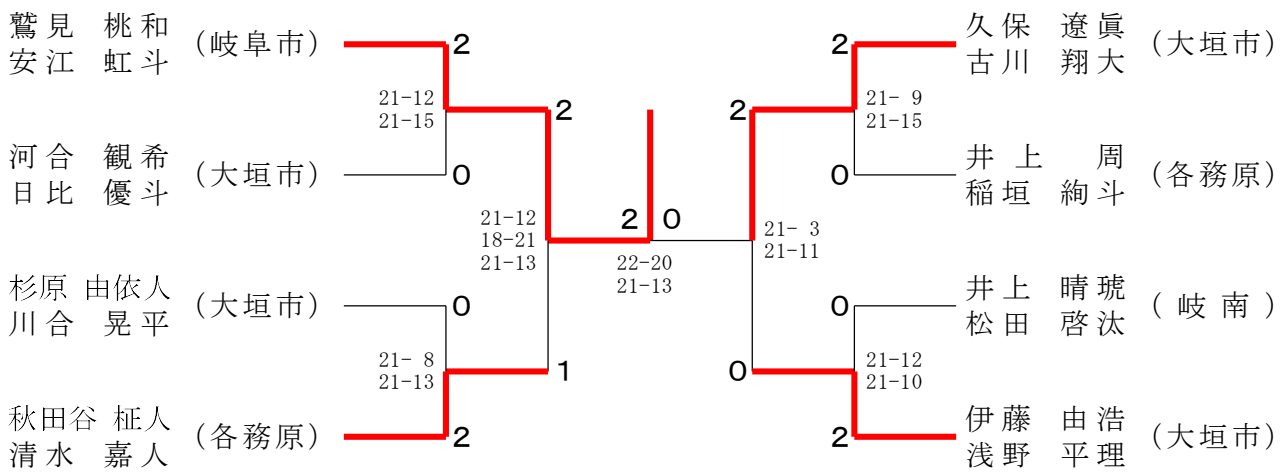 鷲見 桃和
安江 虹斗
(岐阜市)
2
21-12
21-15
河合 観希
日比 優斗
(大垣市)
0
2
21-12
18-21
21-13
杉原 由依人
川合 晃平
(大垣市)
0
21- 8
21-13
秋田谷 柾人
清水 嘉人
(各務原)
2
1
2 0
22-20
21-13
久保 遼眞
古川 翔大
(大垣市)
2
21- 9
21-15
井上 周
稲垣 絢斗
(各務原)
0
2
21- 3
21-11
井上 晴琥
松田 啓汰
(岐南)
0
21-12
21-10
伊藤 由浩
浅野 平理
(大垣市)
2
0